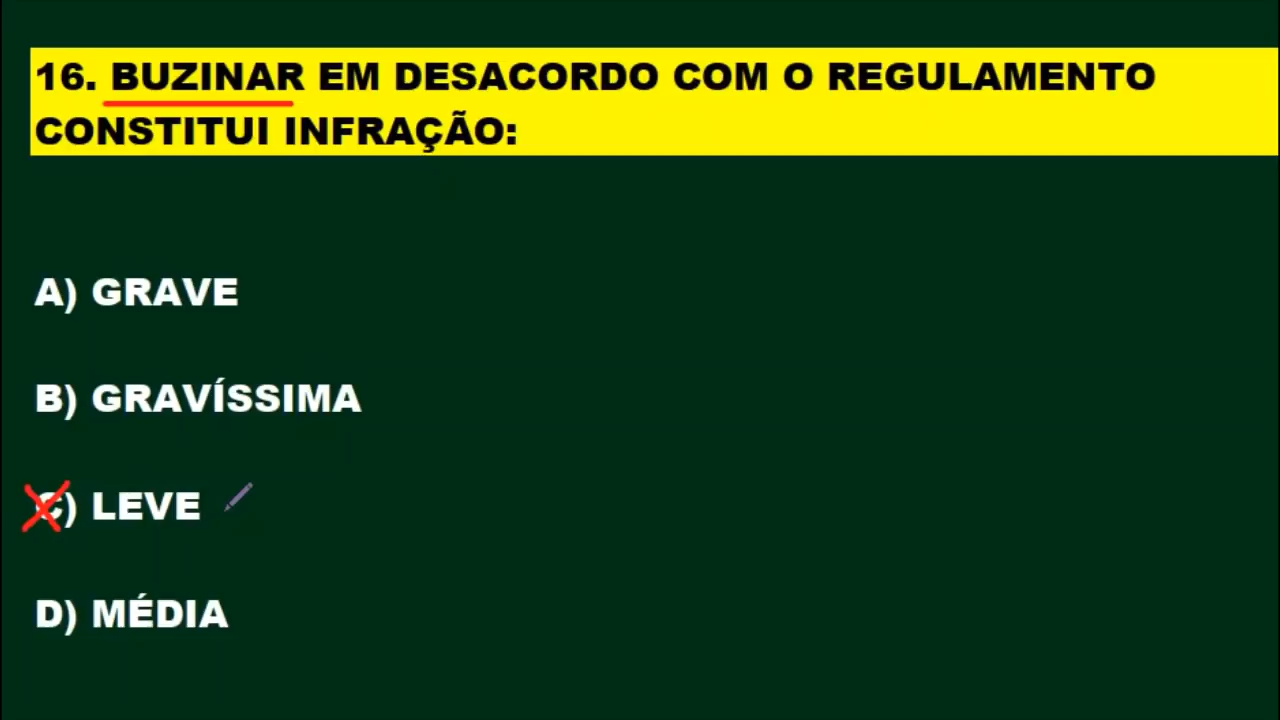 16. BUZINAR EM DESACORDO COM O REGULAMENTO
CONSTITUI INFRAÇÃO:
A) GRAVE
B) GRAVÍSSIMA
C) LEVE
D) MÉDIA